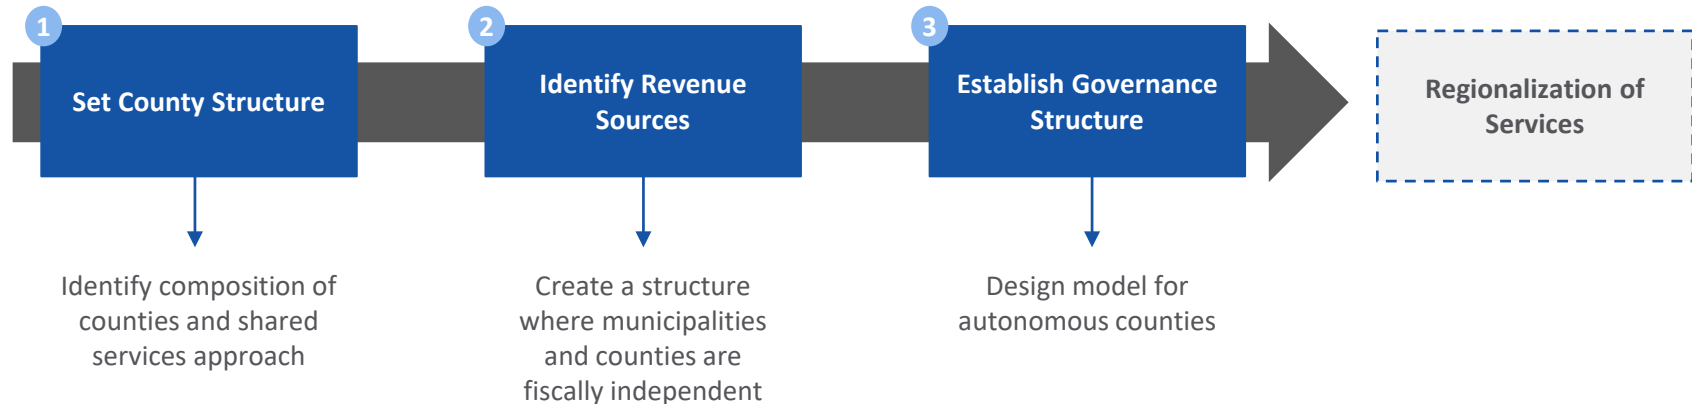 1
Set County Structure
Identify composition of
counties and shared
services approach
2
Identify Revenue
Sources
Create a structure
where municipalities
and counties are
fiscally independent
3
Establish Governance
Structure
Design model for
autonomous counties
Regionalization of
Services